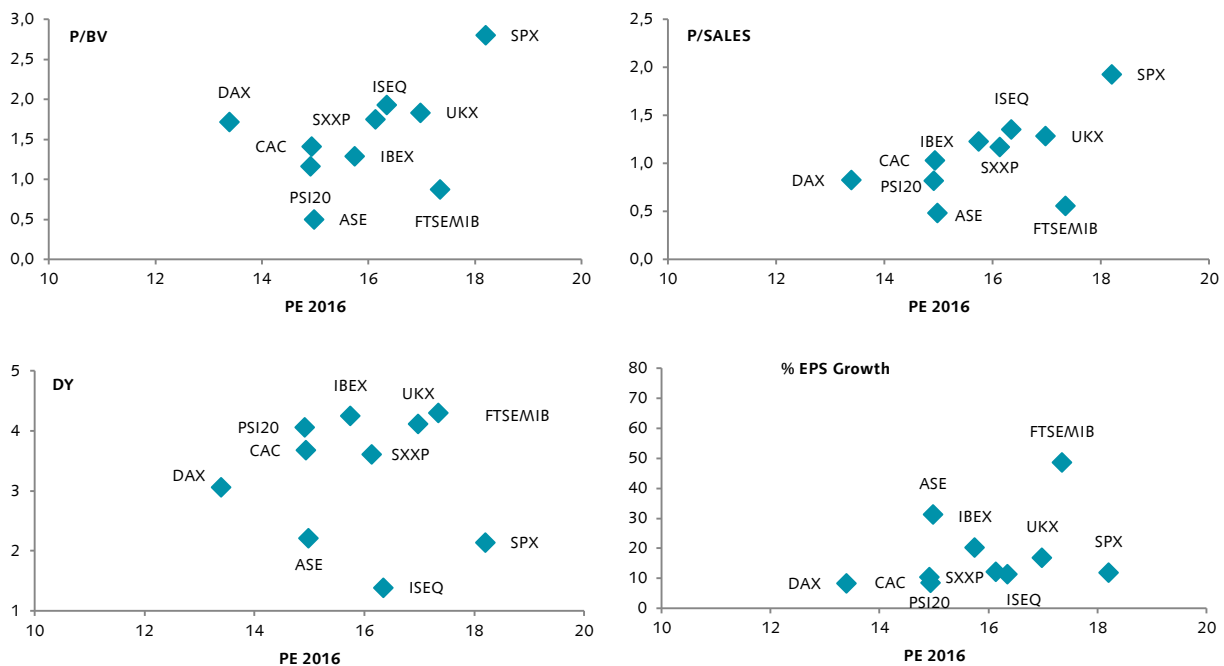 3,0
P/BV
SPX
2,5
DAX
ISEQ
2,0
SXXP
UKX
1,5
CAC
IBEX
1,0
PSI20
0,5
ASE
FTSEMIB
0,0
10 12 14 16 18 20
PE 2016
2,5
P/SALES
2,0
SPX
ISEQ
1,5
IBEX
UKX
1,0
CAC
SXXP
DAX
PSI20
0,5
ASE
FTSEMIB
0,0
10 12 14 16 18 20
PE 2016
5
DY
IBEX
UKX
FTSEMIB
4
PSI20
CAC
SXXP
DAX
3
2
SPX
ASE
ISEQ
1
10 12 14 16 18 20
PE 2016
80
% EPS Growth
70
60
FTSEMIB
50
40
ASE
30
IBEX
UKX
20
SPX
10
DAX
CAC
SXXP
PSI20
ISEQ
0
10 12 14 16 18 20
PE 2016